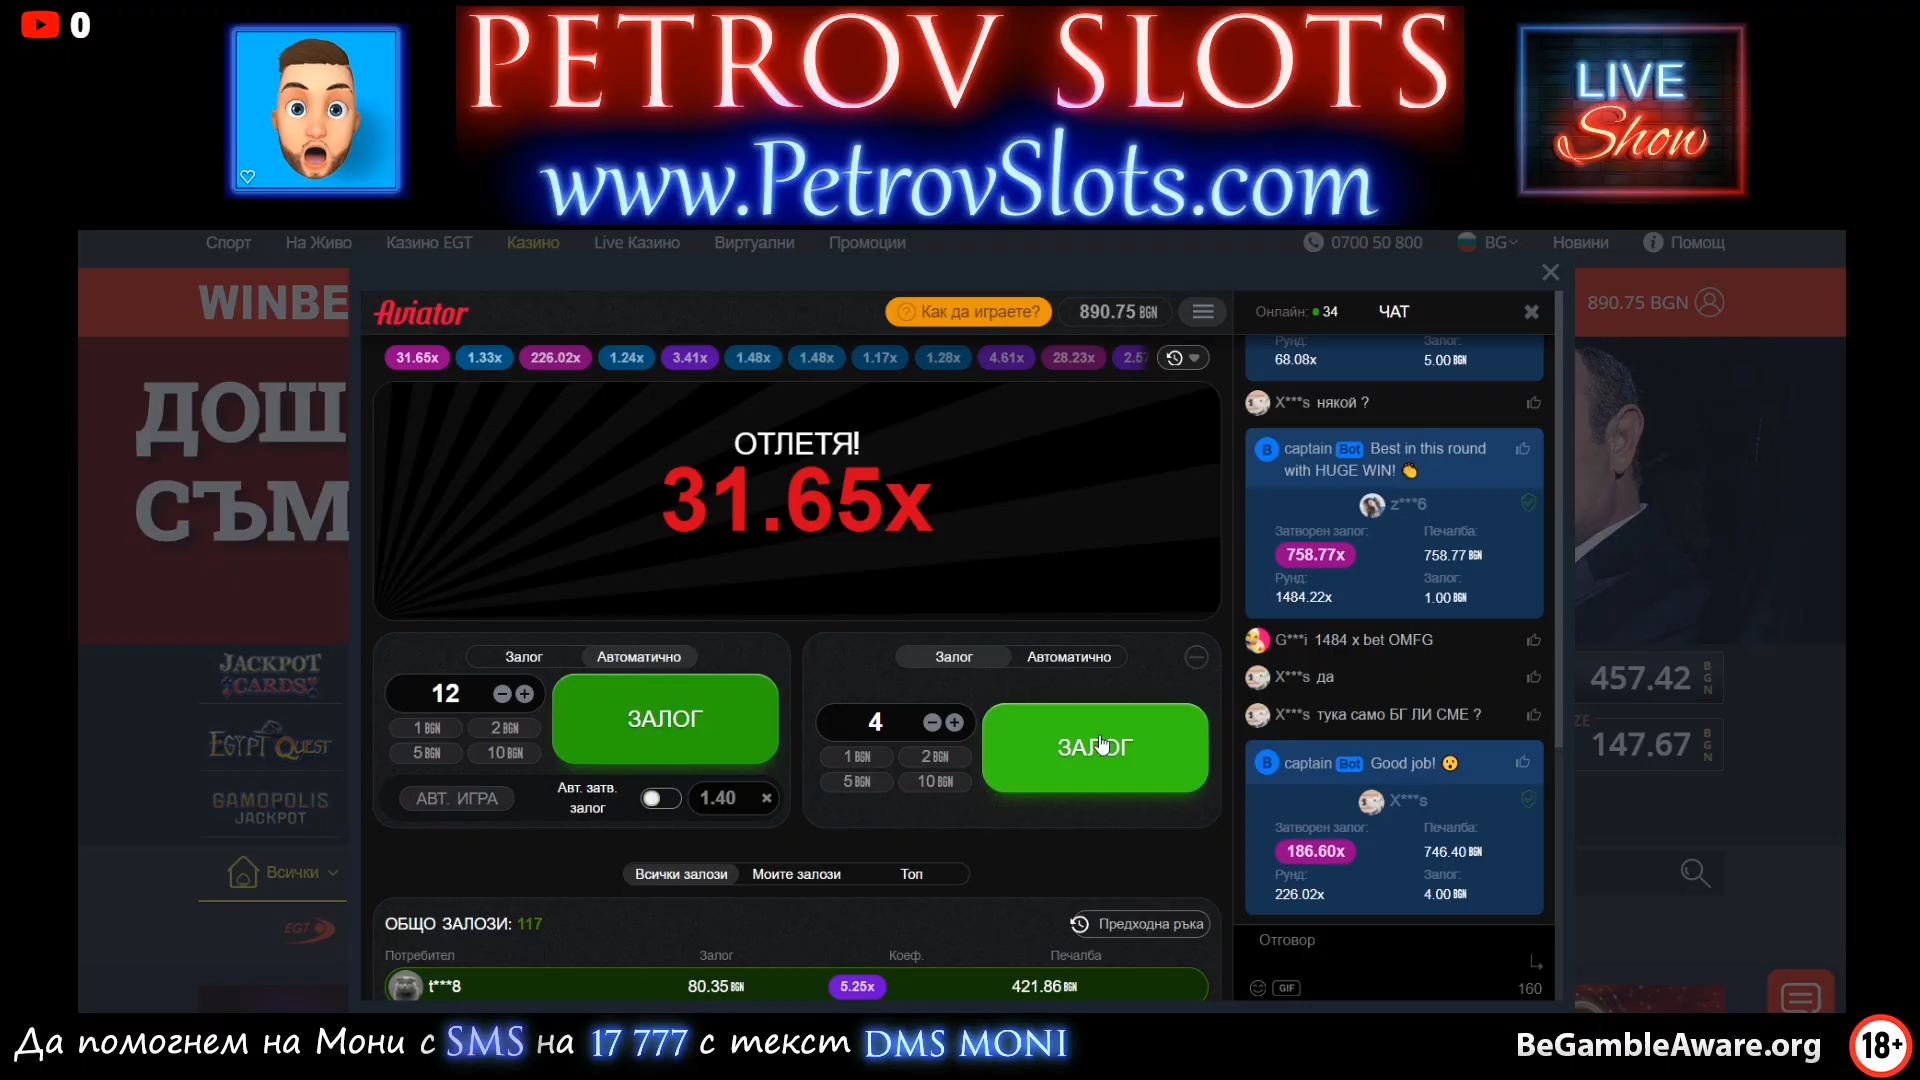 0
PETROV SLOTS
www.PetrovSlots.com
LIVE
Show
Спорт На Живо Казино EGT Казино Live Казино Виртуални Промоции
0700 50 800 BG Новини Помощ
WINBE
890.75 BGN
ДОШ
СЪМ
JACKPOT
CARDS
EGYPT QUEST
GAMOPOLIS
JACKPOT
Всички
EGT
457.42 BGN
ZE
147.67 BGN
Aviator
Как да играете?
890.75 BGN
31.65x 1.33x 226.02x 1.24x 3.41x 1.48x 1.48x 1.17x 1.28x 4.61x 28.23x 2.57
ОТЛЕТЯ!
31.65x
Залог Автоматично
12
1 BGN 2 BGN
5 BGN 10 BGN
ЗАЛОГ
АВТ. ИГРА
Авт. затв.
залог
1.40
Залог Автоматично
4
1 BGN 2 BGN
5 BGN 10 BGN
ЗАЛОГ
Всички залози Моите залози Топ
ОБЩО ЗАЛОЗИ: 117
Предходна ръка
Потребител Залог Коеф. Печалба
t***8 80.35 BGN 5.25x 421.86 BGN
Онлайн: 34 ЧАТ
Рунд: Залог:
68.08x 5.00 BGN
X***s някой ?
B captain Bot Best in this round
with HUGE WIN!
z***6
Затворен залог: Печалба:
758.77x 758.77 BGN
Рунд: Залог:
1484.22x 1.00 BGN
G***i 1484 x bet OMFG
X***s да
X***s тука само БГ ЛИ СМЕ ?
B captain Bot Good job!
X***s
Затворен залог: Печалба:
186.60x 746.40 BGN
Рунд: Залог:
226.02x 4.00 BGN
Отговор
GIF 160
Да помогнем на Мони с SMS на 17 777 с текст DMS MONI
BeGambleAware.org
18+